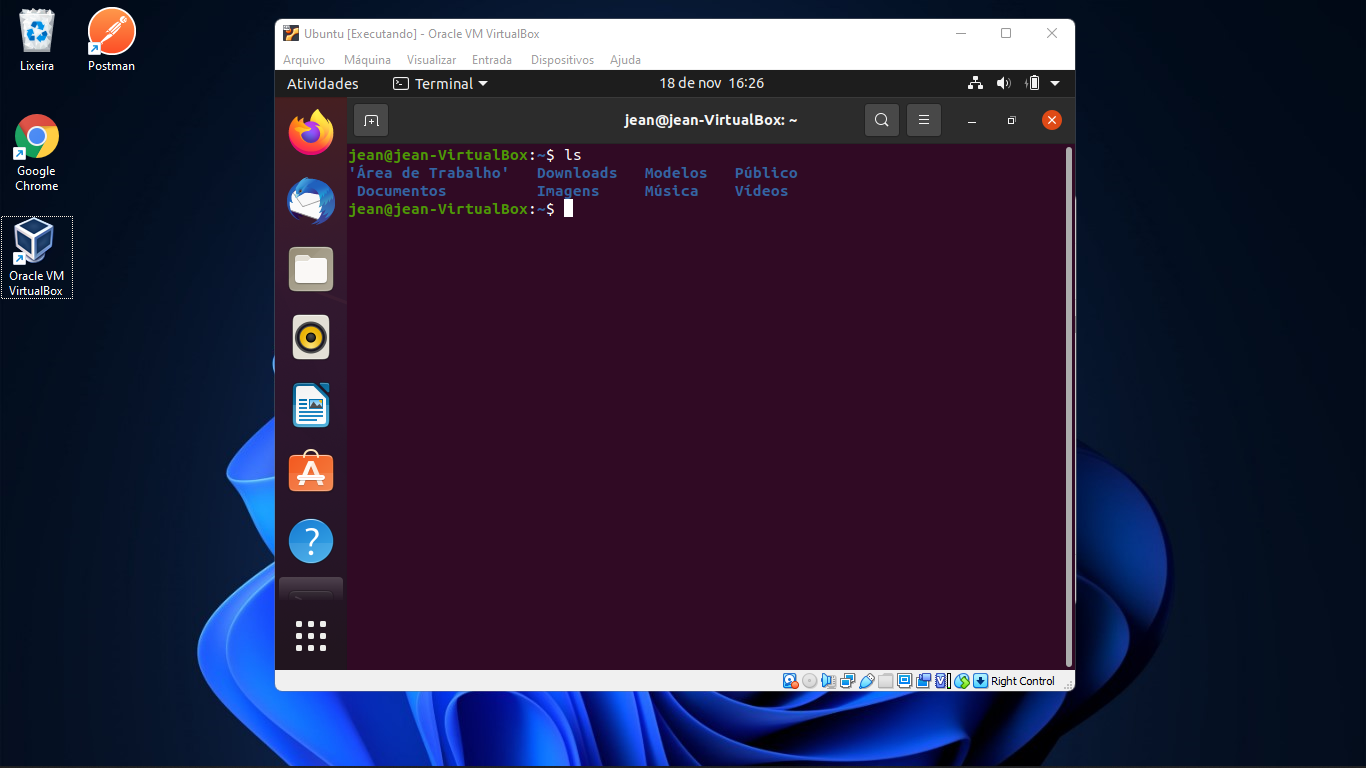 Lixeira
Postman
Google
Chrome
Oracle VM
VirtualBox
Ubuntu [Executando] - Oracle VM VirtualBox
Arquivo Máquina Visualizar Entrada Dispositivos Ajuda
Atividades Terminal 18 de nov 16:26
jean@jean-VirtualBox: ~
jean@jean-VirtualBox:~$ ls
'Área de Trabalho' Downloads Modelos Público
Documentos Imagens Música Vídeos
jean@jean-VirtualBox:~$
Right Control